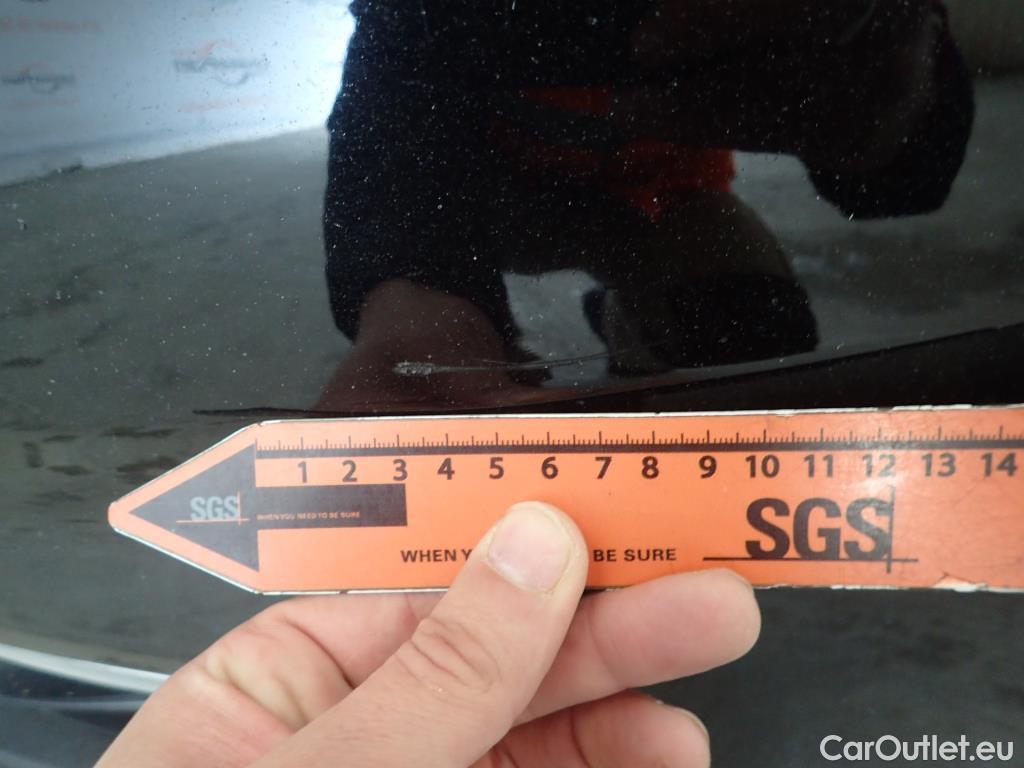 1 2 3 4 5 6 7 8 9 10 11 12 13 14
SGS WHEN YOU NEED TO BE SURE
SGS
WHEN Y BE SURE
CarOutlet.eu